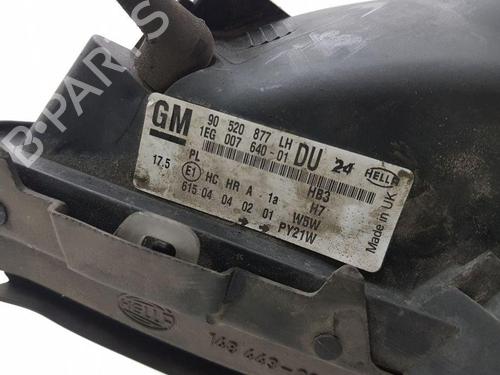 GM 90 520 877 LH
1EG 007 640-01 DU 24 HELLA
17,5 PL HB3
E1 HC HR A 1a H7
615 04 04 02 01 W5W
PY21W
Made in UK
HELLA
B-PARTS